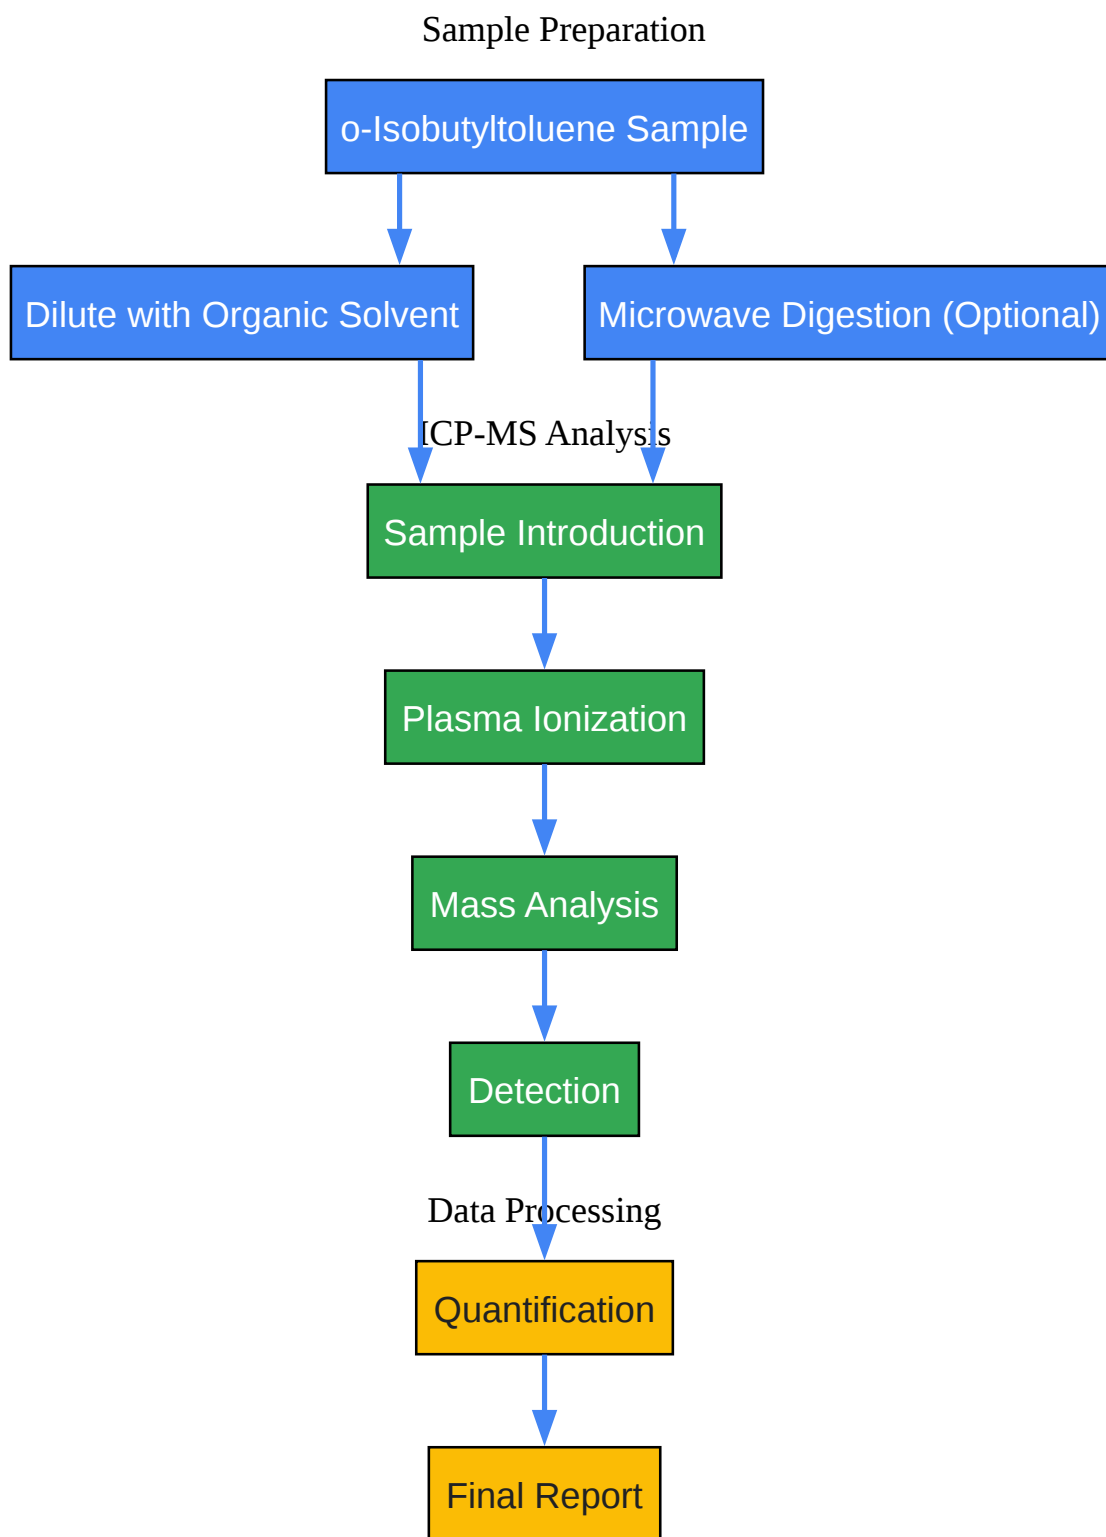 Sample Preparation
o-Isobutyltoluene Sample
Dilute with Organic Solvent
Microwave Digestion (Optional)
ICP-MS Analysis
Sample Introduction
Plasma Ionization
Mass Analysis
Detection
Data Processing
Quantification
Final Report